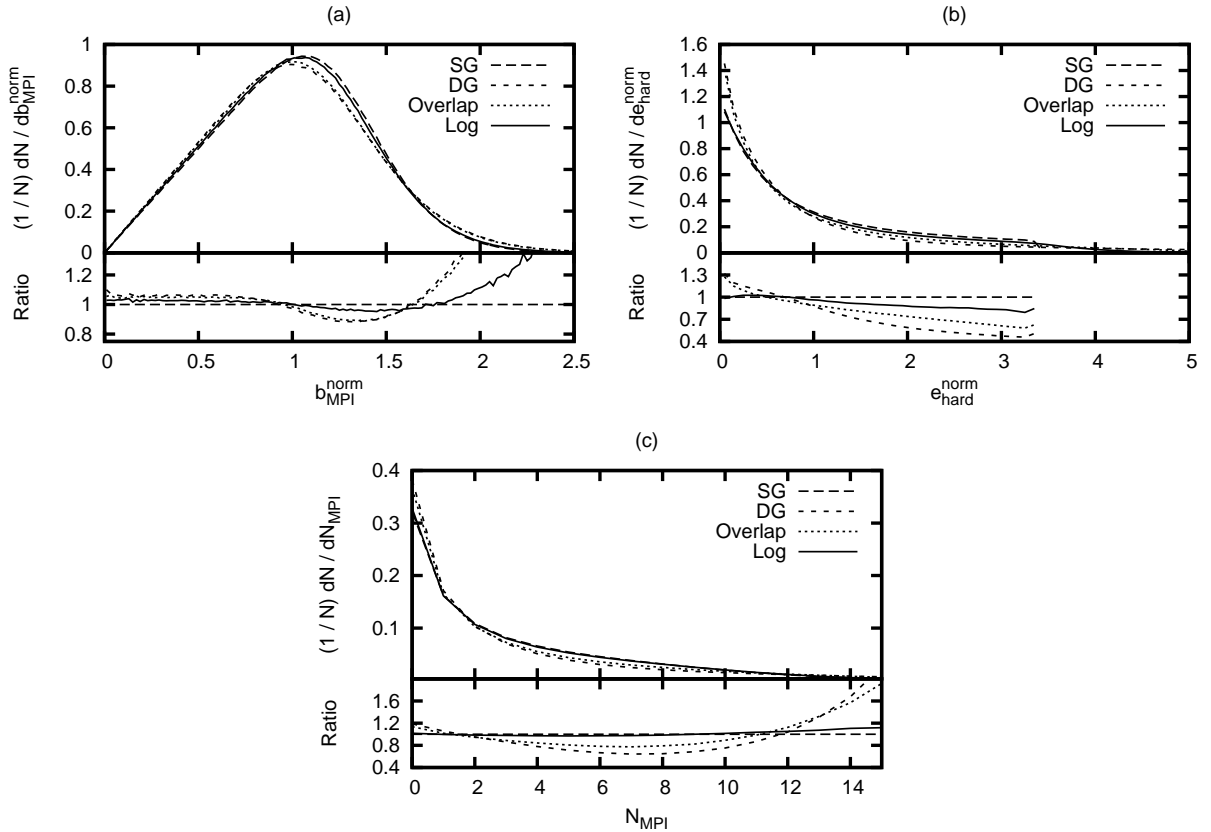 (a)
(1 / N) dN / db^norm_MPI
1
0.8
0.6
0.4
0.2
0
SG
DG
Overlap
Log
Ratio
1.2
1
0.8
0 0.5 1 1.5 2 2.5
b^norm_MPI
(b)
(1 / N) dN / de^norm_hard
1.6
1.4
1.2
1
0.8
0.6
0.4
0.2
0
SG
DG
Overlap
Log
Ratio
1.3
1
0.7
0.4
0 1 2 3 4 5
e^norm_hard
(c)
(1 / N) dN / dN_MPI
0.4
0.3
0.2
0.1
SG
DG
Overlap
Log
Ratio
1.6
1.2
0.8
0.4
0 2 4 6 8 10 12 14
N_MPI